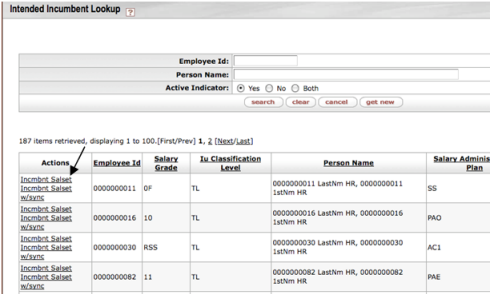 Intended Incumbent Lookup ?
Employee Id:
Person Name:
Active Indicator: Yes No Both
search clear cancel get new
187 items retrieved, displaying 1 to 100.[First/Prev] 1, 2 [Next/Last]
Actions Employee Id Salary Grade Iu Classification Level Person Name Salary Adminis Plan
Incmbnt Salset
Incmbnt Salset w/sync 0000000011 0F TL 0000000011 LastNm HR, 0000000011 1stNm HR SS
Incmbnt Salset
Incmbnt Salset w/sync 0000000016 10 TL 0000000016 LastNm HR, 0000000016 1stNm HR PAO
Incmbnt Salset
Incmbnt Salset w/sync 0000000030 RSS TL 0000000030 LastNm HR, 0000000030 1stNm HR AC1
Incmbnt Salset
Incmbnt Salset w/sync 0000000082 11 TL 0000000082 LastNm HR, 0000000082 1stNm HR PAE